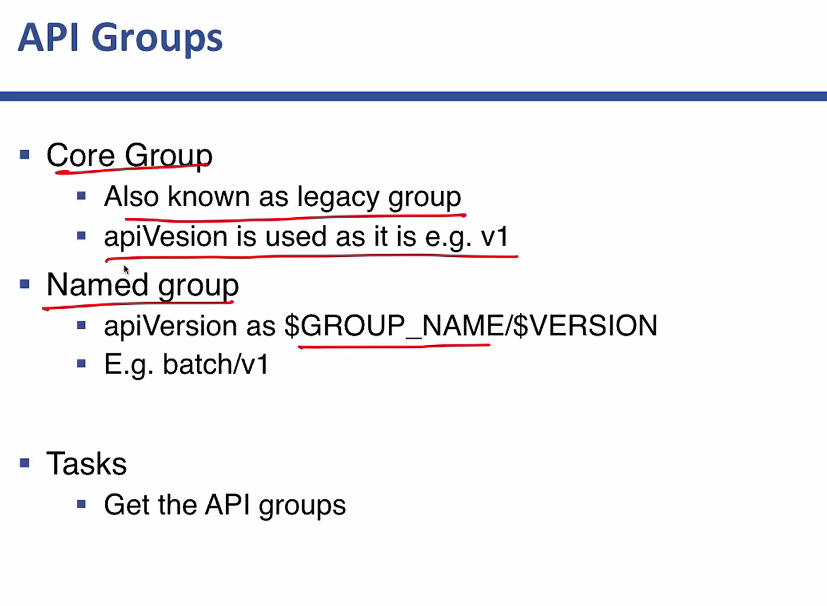 API Groups
Core Group
Also known as legacy group
apiVesion is used as it is e.g. v1
Named group
apiVersion as $GROUP_NAME/$VERSION
E.g. batch/v1
Tasks
Get the API groups